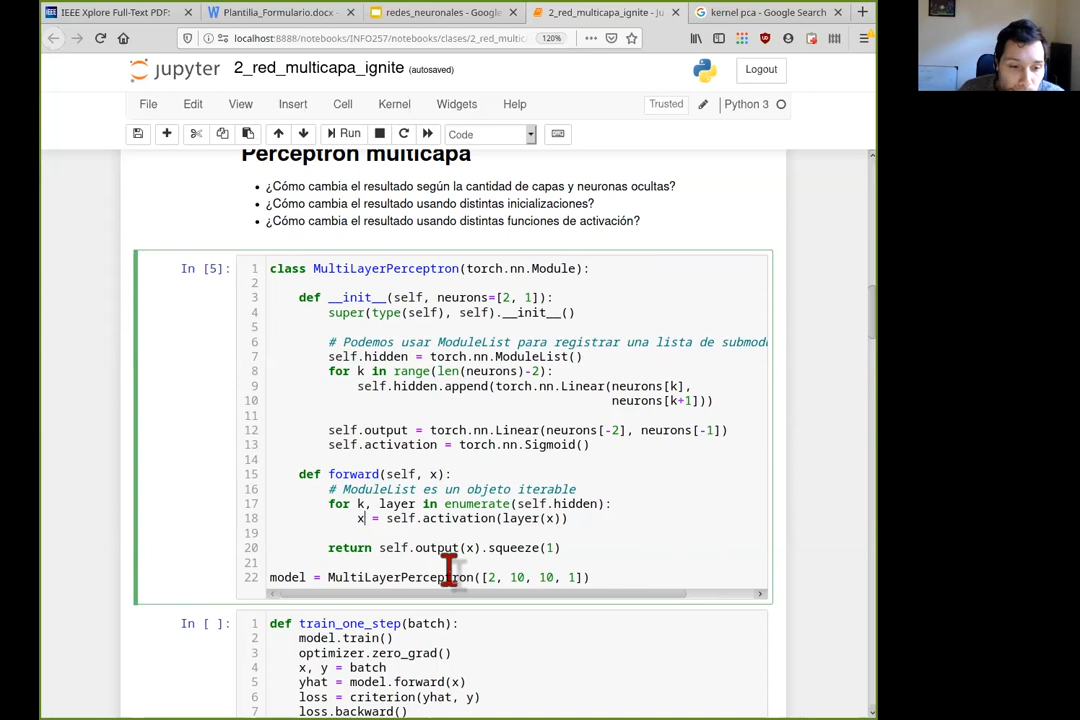 IEEE Xplore Full-Text PDF: Plantilla_Formulario.docx - redes_neuronales - Google 2_red_multicapa_ignite - Ju kernel pca - Google Search
localhost:8888/notebooks/INFO257/notebooks/clases/2_red_multic 120%
jupyter 2_red_multicapa_ignite (autosaved) Logout
File Edit View Insert Cell Kernel Widgets Help Trusted Python 3
Run Code
Perceptron multicapa
• ¿Cómo cambia el resultado según la cantidad de capas y neuronas ocultas?
• ¿Cómo cambia el resultado usando distintas inicializaciones?
• ¿Cómo cambia el resultado usando distintas funciones de activación?
In [5]:
1 class MultiLayerPerceptron(torch.nn.Module):
2
3 def __init__(self, neurons=[2, 1]):
4 super(type(self), self).__init__()
5
6 # Podemos usar ModuleList para registrar una lista de submod
7 self.hidden = torch.nn.ModuleList()
8 for k in range(len(neurons)-2):
9 self.hidden.append(torch.nn.Linear(neurons[k],
10 neurons[k+1]))
11
12 self.output = torch.nn.Linear(neurons[-2], neurons[-1])
13 self.activation = torch.nn.Sigmoid()
14
15 def forward(self, x):
16 # ModuleList es un objeto iterable
17 for k, layer in enumerate(self.hidden):
18 x = self.activation(layer(x))
19
20 return self.output(x).squeeze(1)
21
22 model = MultiLayerPerceptron([2, 10, 10, 1])
In [ ]:
1 def train_one_step(batch):
2 model.train()
3 optimizer.zero_grad()
4 x, y = batch
5 yhat = model.forward(x)
6 loss = criterion(yhat, y)
7 loss.backward()